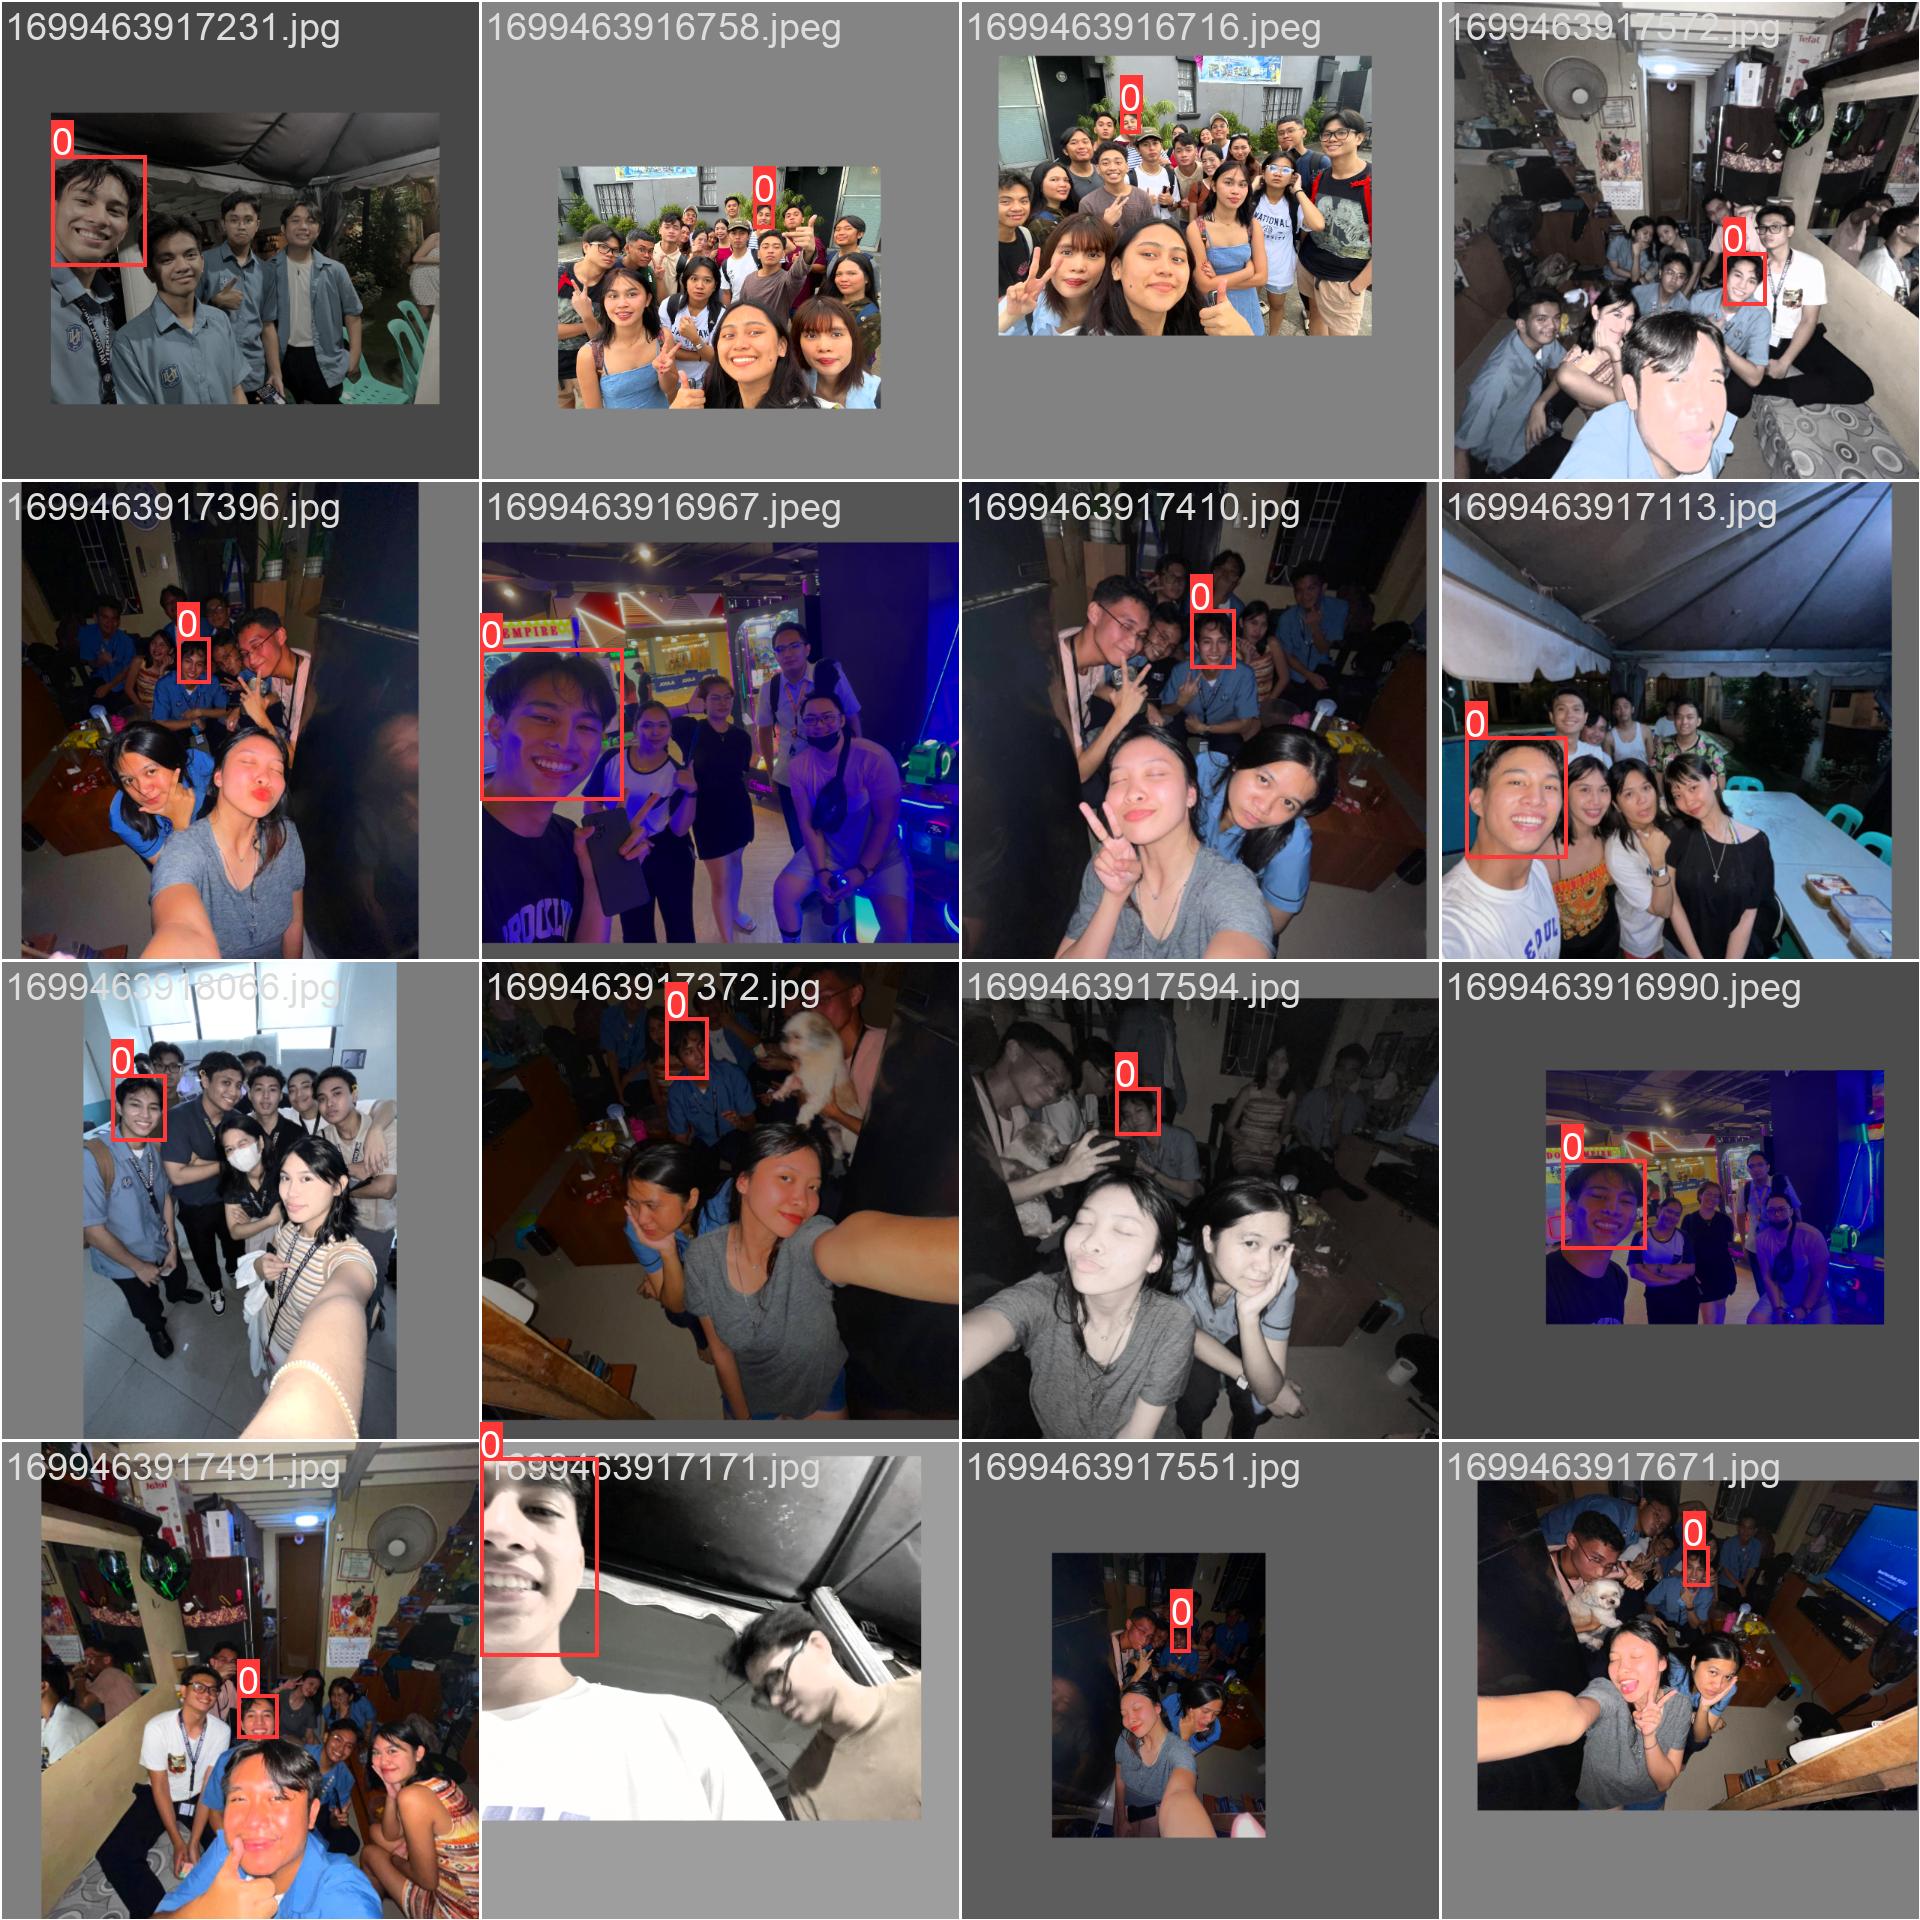 1699463917231.jpg
1699463916758.jpeg
1699463916716.jpeg
1699463917572.jpg
0
0
0
0
Tefal
NATIONAL
1699463917396.jpg
1699463916967.jpeg
1699463917410.jpg
1699463917113.jpg
0
0
0
0
EMPIRE
1699463918066.jpg
1699463917372.jpg
1699463917594.jpg
1699463916990.jpeg
0
0
0
0
1699463917491.jpg
1699463917171.jpg
1699463917551.jpg
1699463917671.jpg
0
0
0
0